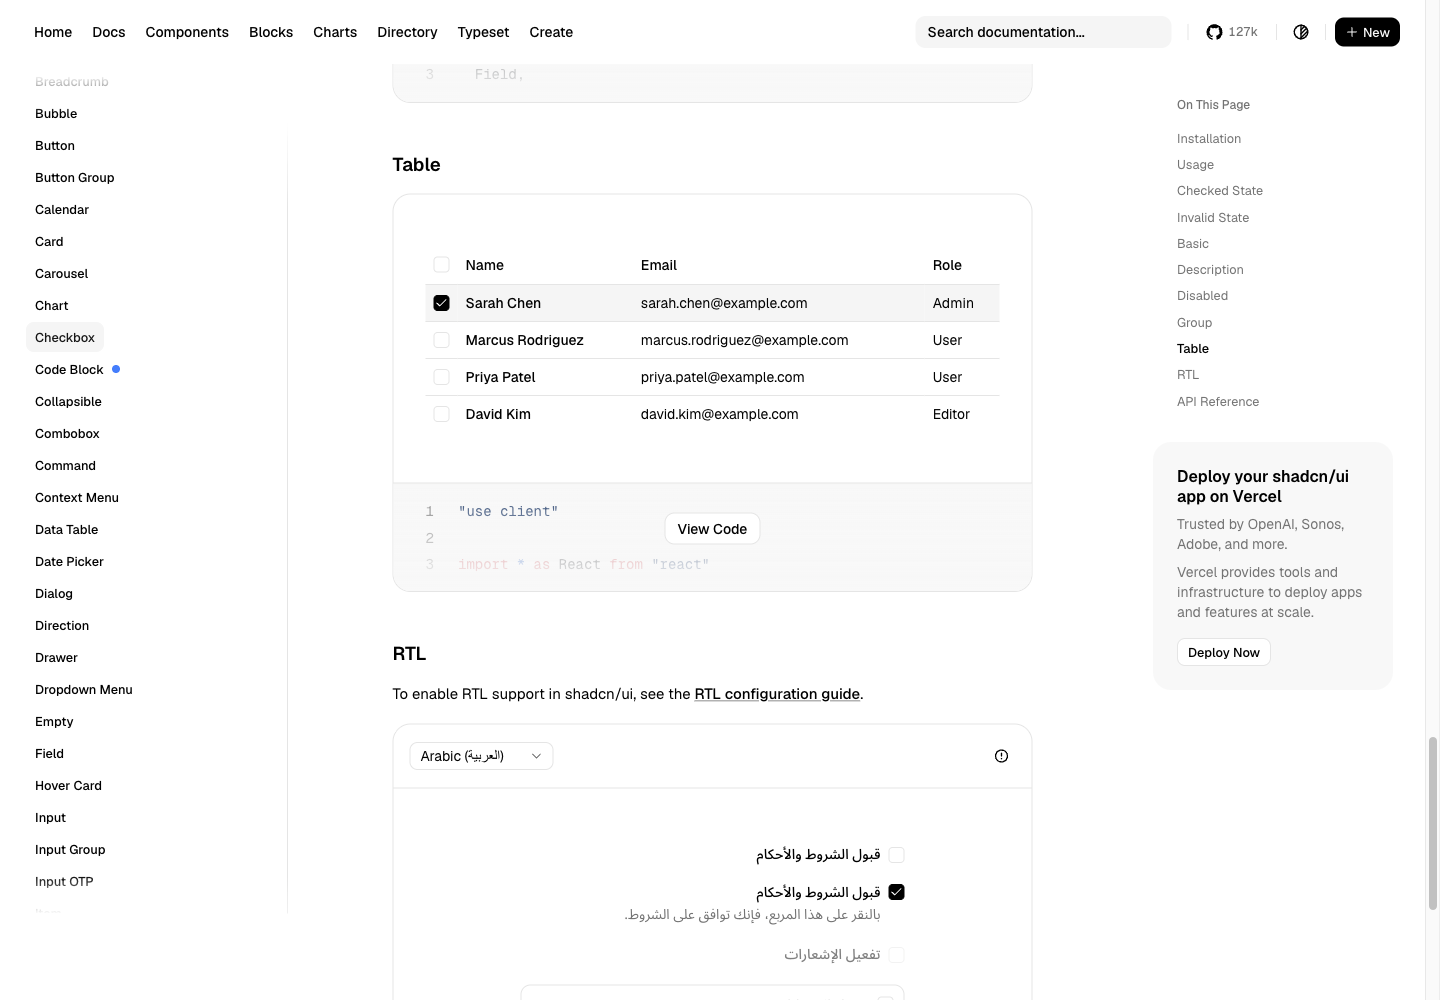 Home Docs Components Blocks Charts Directory Typeset Create
Search documentation...
127k
New
Breadcrumb
Bubble
Button
Button Group
Calendar
Card
Carousel
Chart
Checkbox
Code Block
Collapsible
Combobox
Command
Context Menu
Data Table
Date Picker
Dialog
Direction
Drawer
Dropdown Menu
Empty
Field
Hover Card
Input
Input Group
Input OTP
3 Field,
Table
Name Email Role
Sarah Chen sarah.chen@example.com Admin
Marcus Rodriguez marcus.rodriguez@example.com User
Priya Patel priya.patel@example.com User
David Kim david.kim@example.com Editor
1 "use client"
2
View Code
3 import * as React from "react"
RTL
To enable RTL support in shadcn/ui, see the RTL configuration guide.
Arabic (العربية)
قبول الشروط والأحكام
قبول الشروط والأحكام
بالنقر على هذا المربع، فإنك توافق على الشروط.
تفعيل الإشعارات
On This Page
Installation
Usage
Checked State
Invalid State
Basic
Description
Disabled
Group
Table
RTL
API Reference
Deploy your shadcn/ui
app on Vercel
Trusted by OpenAI, Sonos,
Adobe, and more.
Vercel provides tools and
infrastructure to deploy apps
and features at scale.
Deploy Now